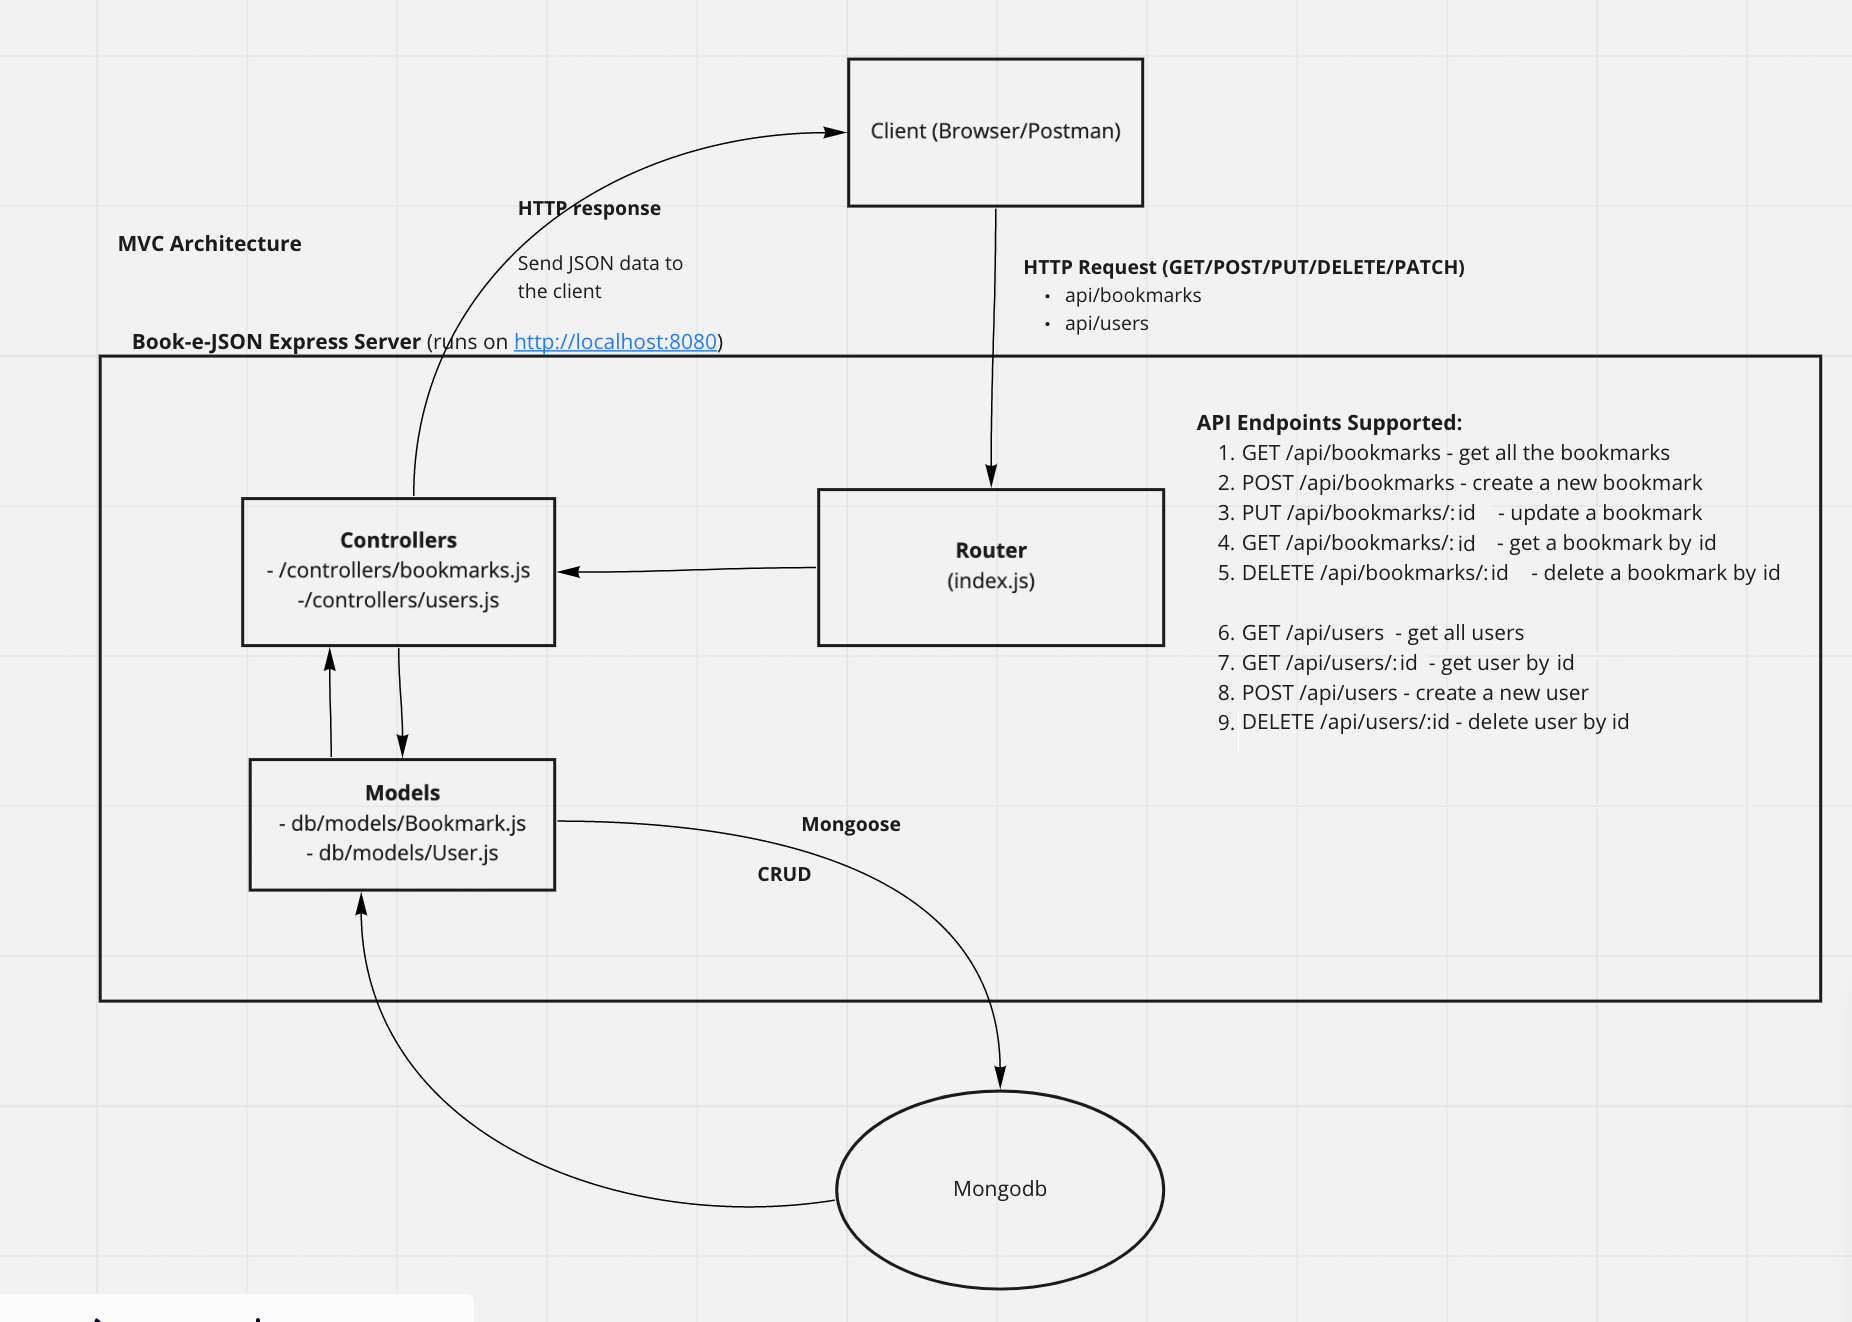 Client (Browser/Postman)
HTTP response
MVC Architecture
Send JSON data to
the client
HTTP Request (GET/POST/PUT/DELETE/PATCH)
• api/bookmarks
• api/users
Book-e-JSON Express Server (runs on http://localhost:8080)
API Endpoints Supported:
1. GET /api/bookmarks - get all the bookmarks
2. POST /api/bookmarks - create a new bookmark
3. PUT /api/bookmarks/:id - update a bookmark
4. GET /api/bookmarks/:id - get a bookmark by id
5. DELETE /api/bookmarks/:id - delete a bookmark by id
6. GET /api/users - get all users
7. GET /api/users/:id - get user by id
8. POST /api/users - create a new user
9. DELETE /api/users/:id - delete user by id
Controllers
- /controllers/bookmarks.js
-/controllers/users.js
Router
(index.js)
Models
- db/models/Bookmark.js
- db/models/User.js
Mongoose
CRUD
Mongodb